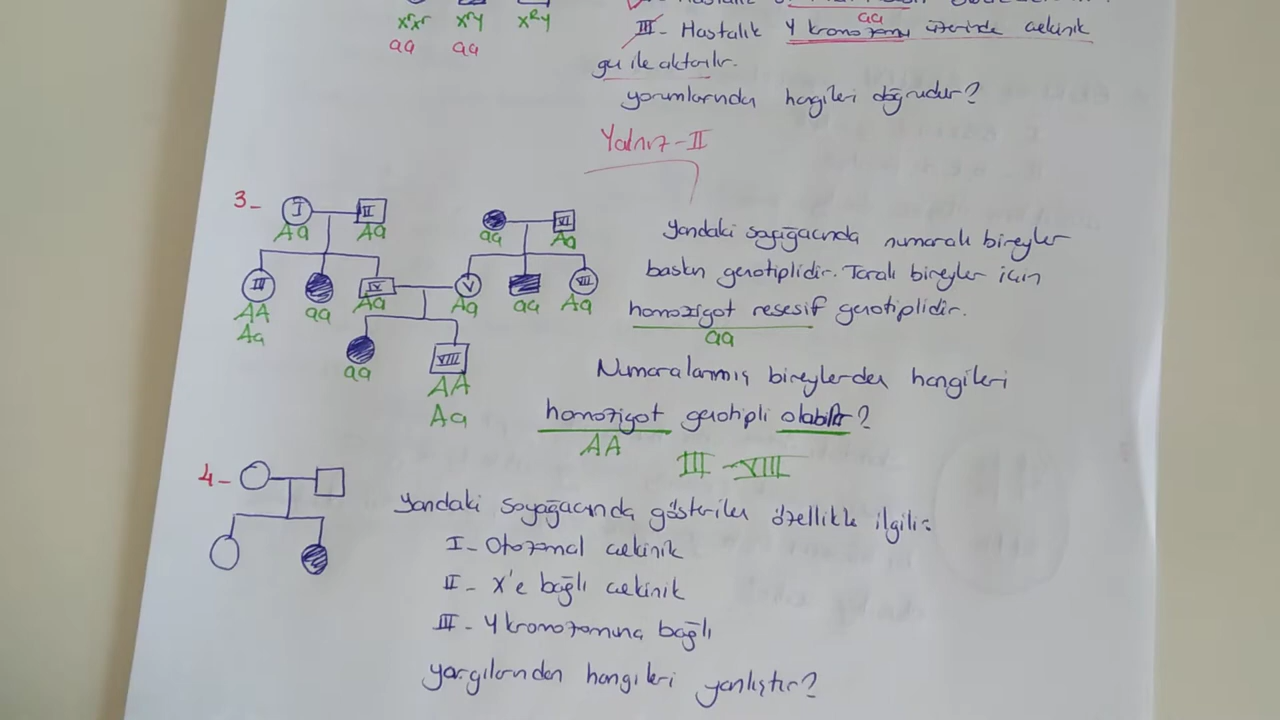 XʳXʳ XʳY XᴿY
aa aa
aa
III- Hastalık Y kromozomu üzerinde çekinik
gen ile aktarılır.
yorumlarında hangileri doğrudur?
Yalnız-II
3-
I II VI
Aa Aa aa Aa
III IV V VII
AA aa Aa Aa aa Aa
Aa
VIII
aa AA
Aa
Yandaki soyağacında numaralı bireyler
baskın genotiplidir. Taralı bireyler için
homozigot resesif genotiplidir.
aa
Numaralanmış bireylerden hangileri
homozigot genotipli olabilir?
AA
III - VIII
4-
Yandaki soyağacında gösterilen özellikle ilgili:
I- Otozomal çekinik
II- X'e bağlı çekinik
III- Y kromozomuna bağlı
yargılarından hangileri yanlıştır?